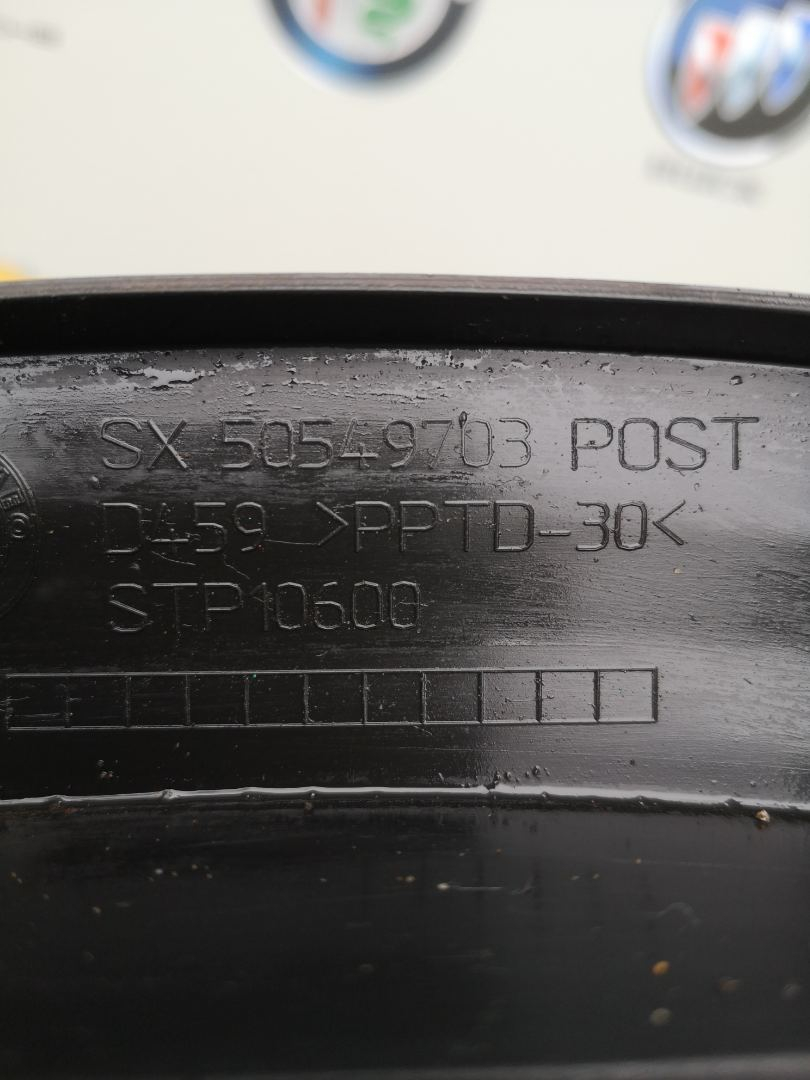 SX 50549703 POST
D459 >PPTD-30<
STP10600